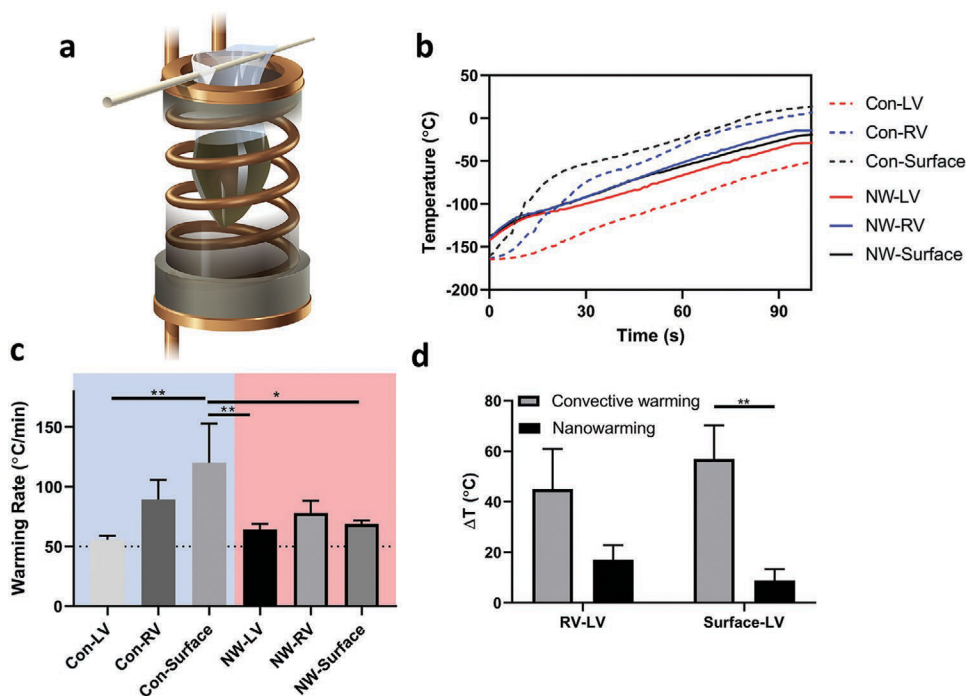 a
b
50
0
-50
-100
-150
-200
0
30
60
90
Temperature (°C)
Time (s)
Con-LV
Con-RV
Con-Surface
NW-LV
NW-RV
NW-Surface
c
**
*
**
150
100
50
0
Warming Rate (°C/min)
Con-LV
Con-RV
Con-Surface
NW-LV
NW-RV
NW-Surface
d
80
60
40
20
0
ΔT (°C)
Convective warming
Nanowarming
**
RV-LV
Surface-LV